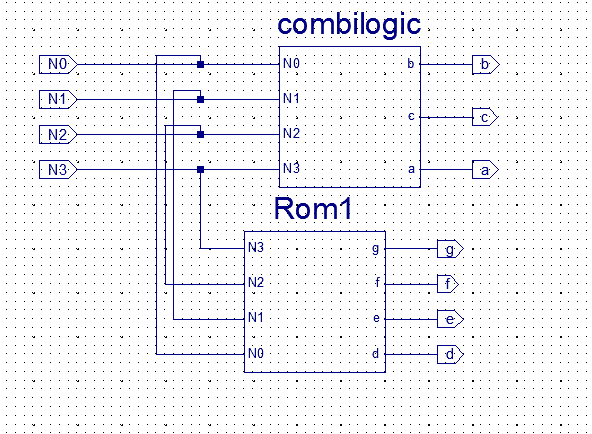 combilogic
N0 N0 b b
N1 N1
c c
N2 N2
N3 N3 a a
Rom1
N3 g g
N2 f f
N1 e e
N0 d d